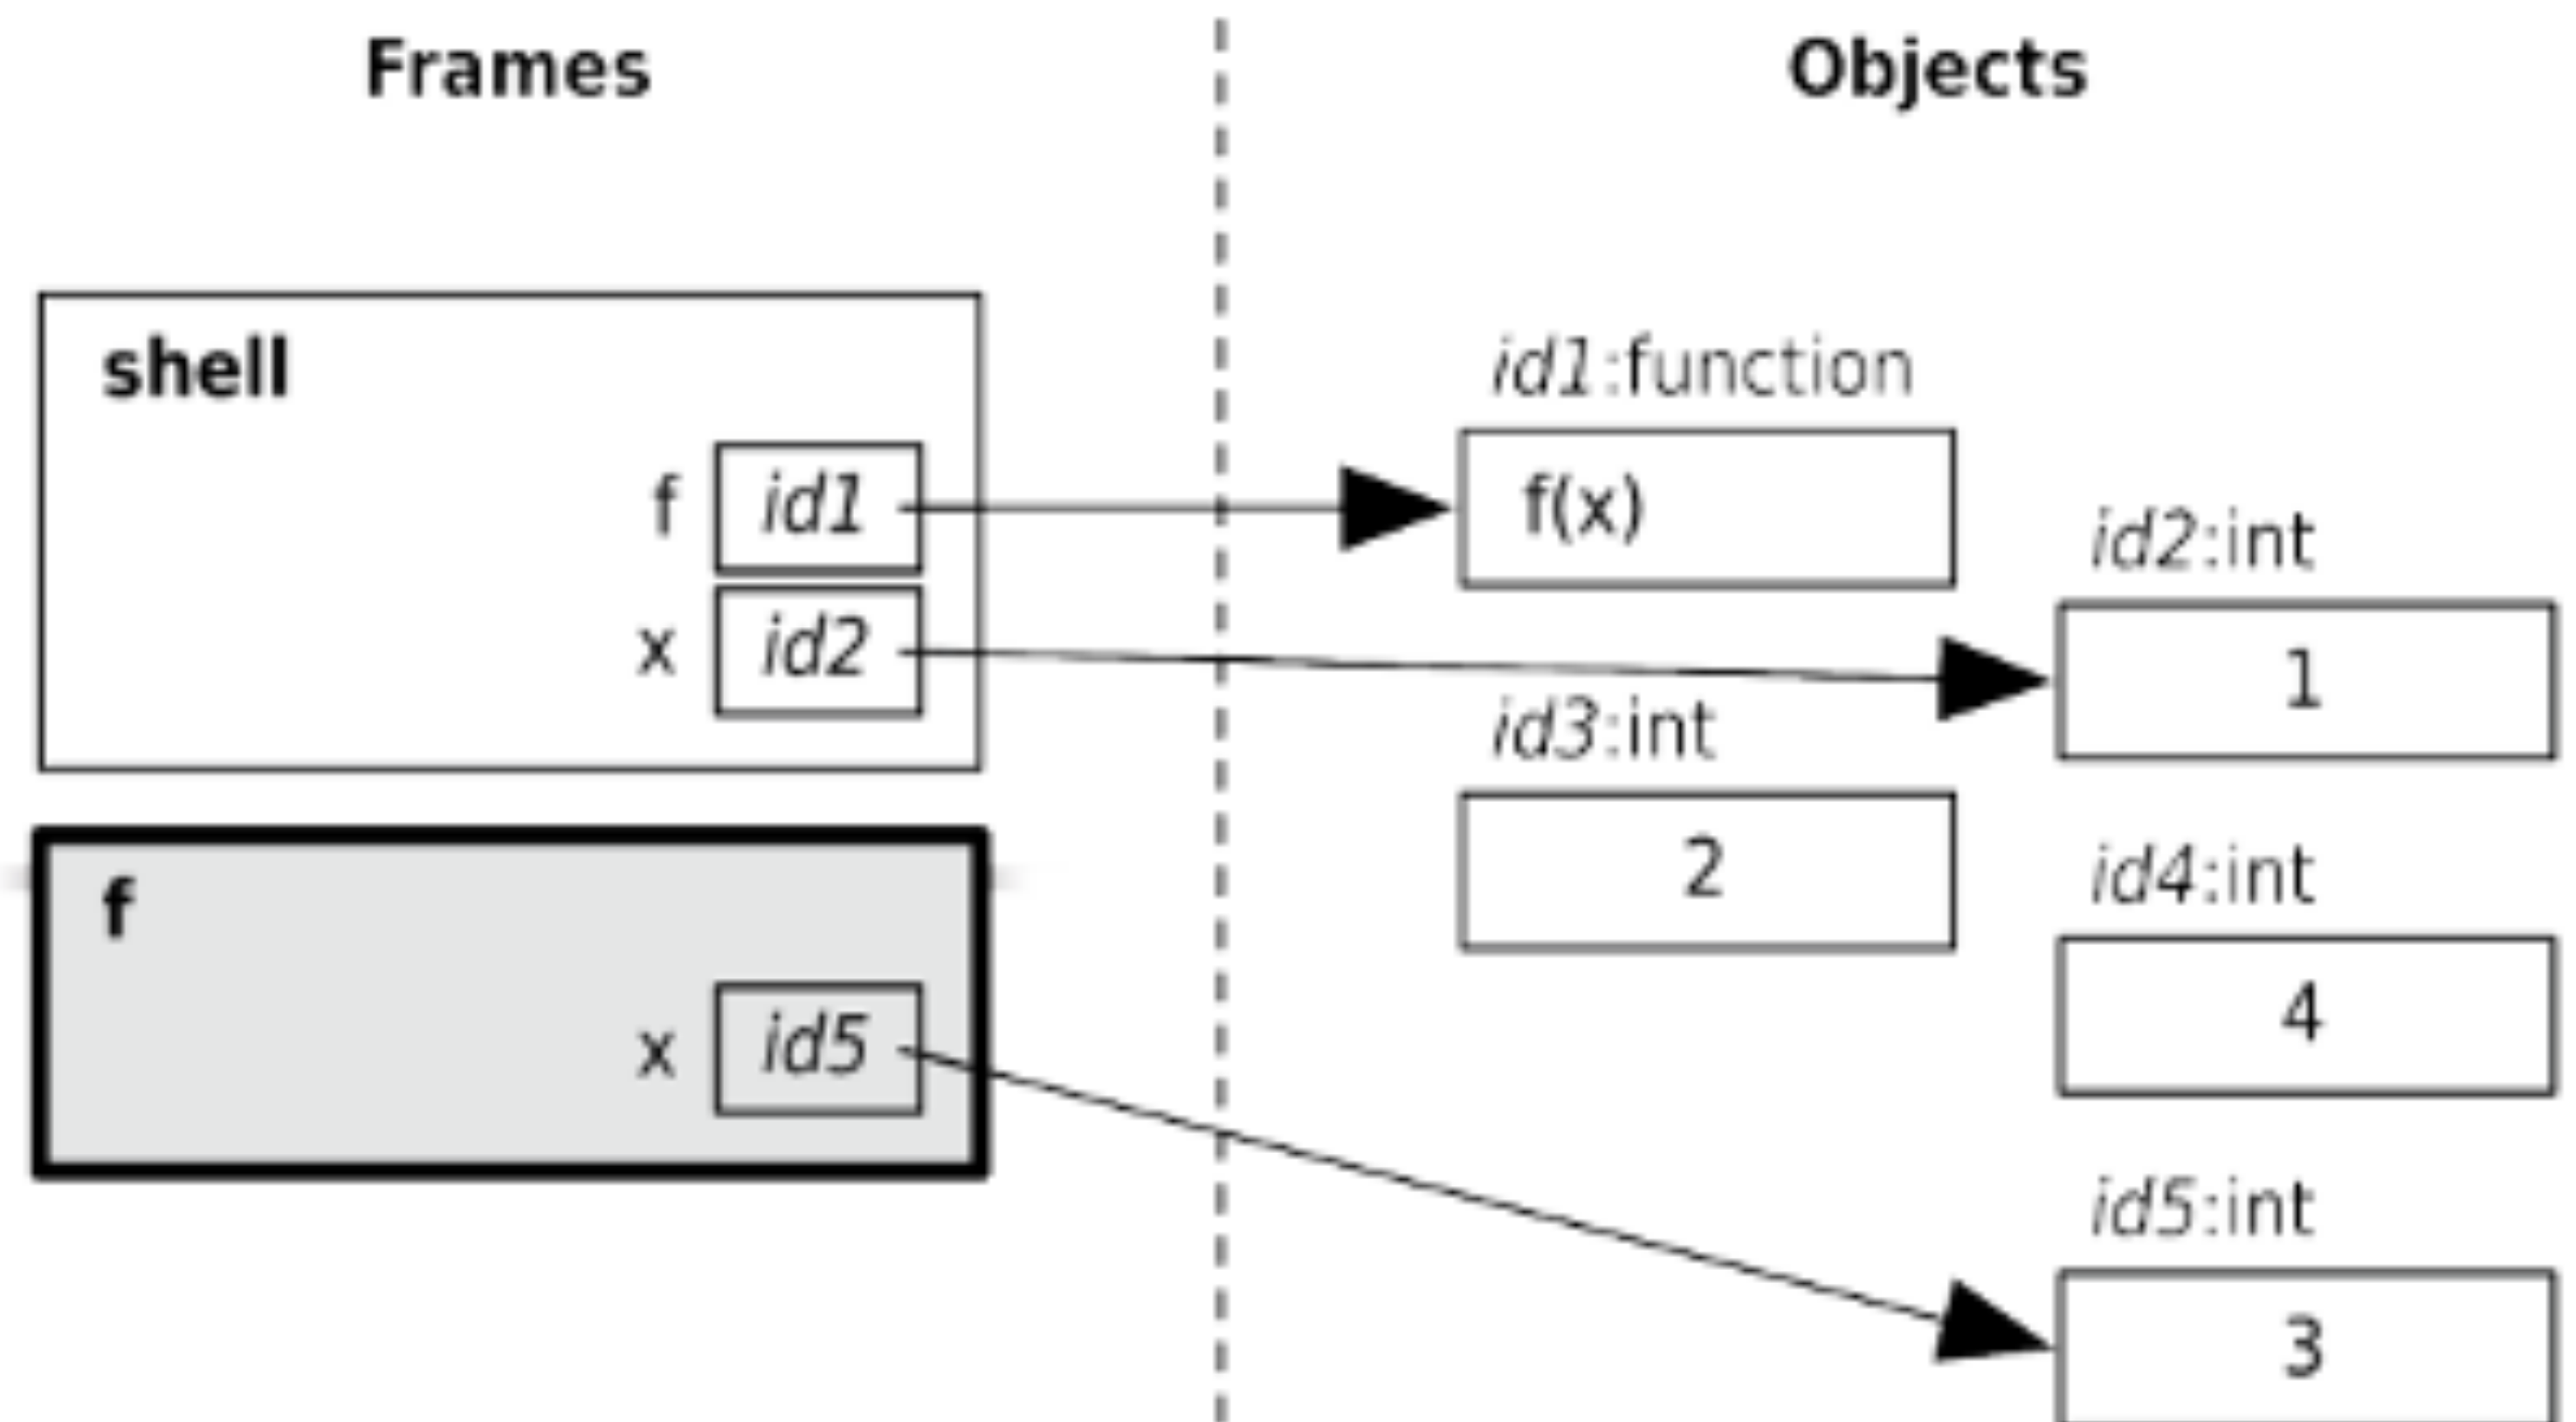 Frames
Objects
shell
f id1
x id2
f
x id5
id1:function
f(x)
id2:int
1
id3:int
2
id4:int
4
id5:int
3